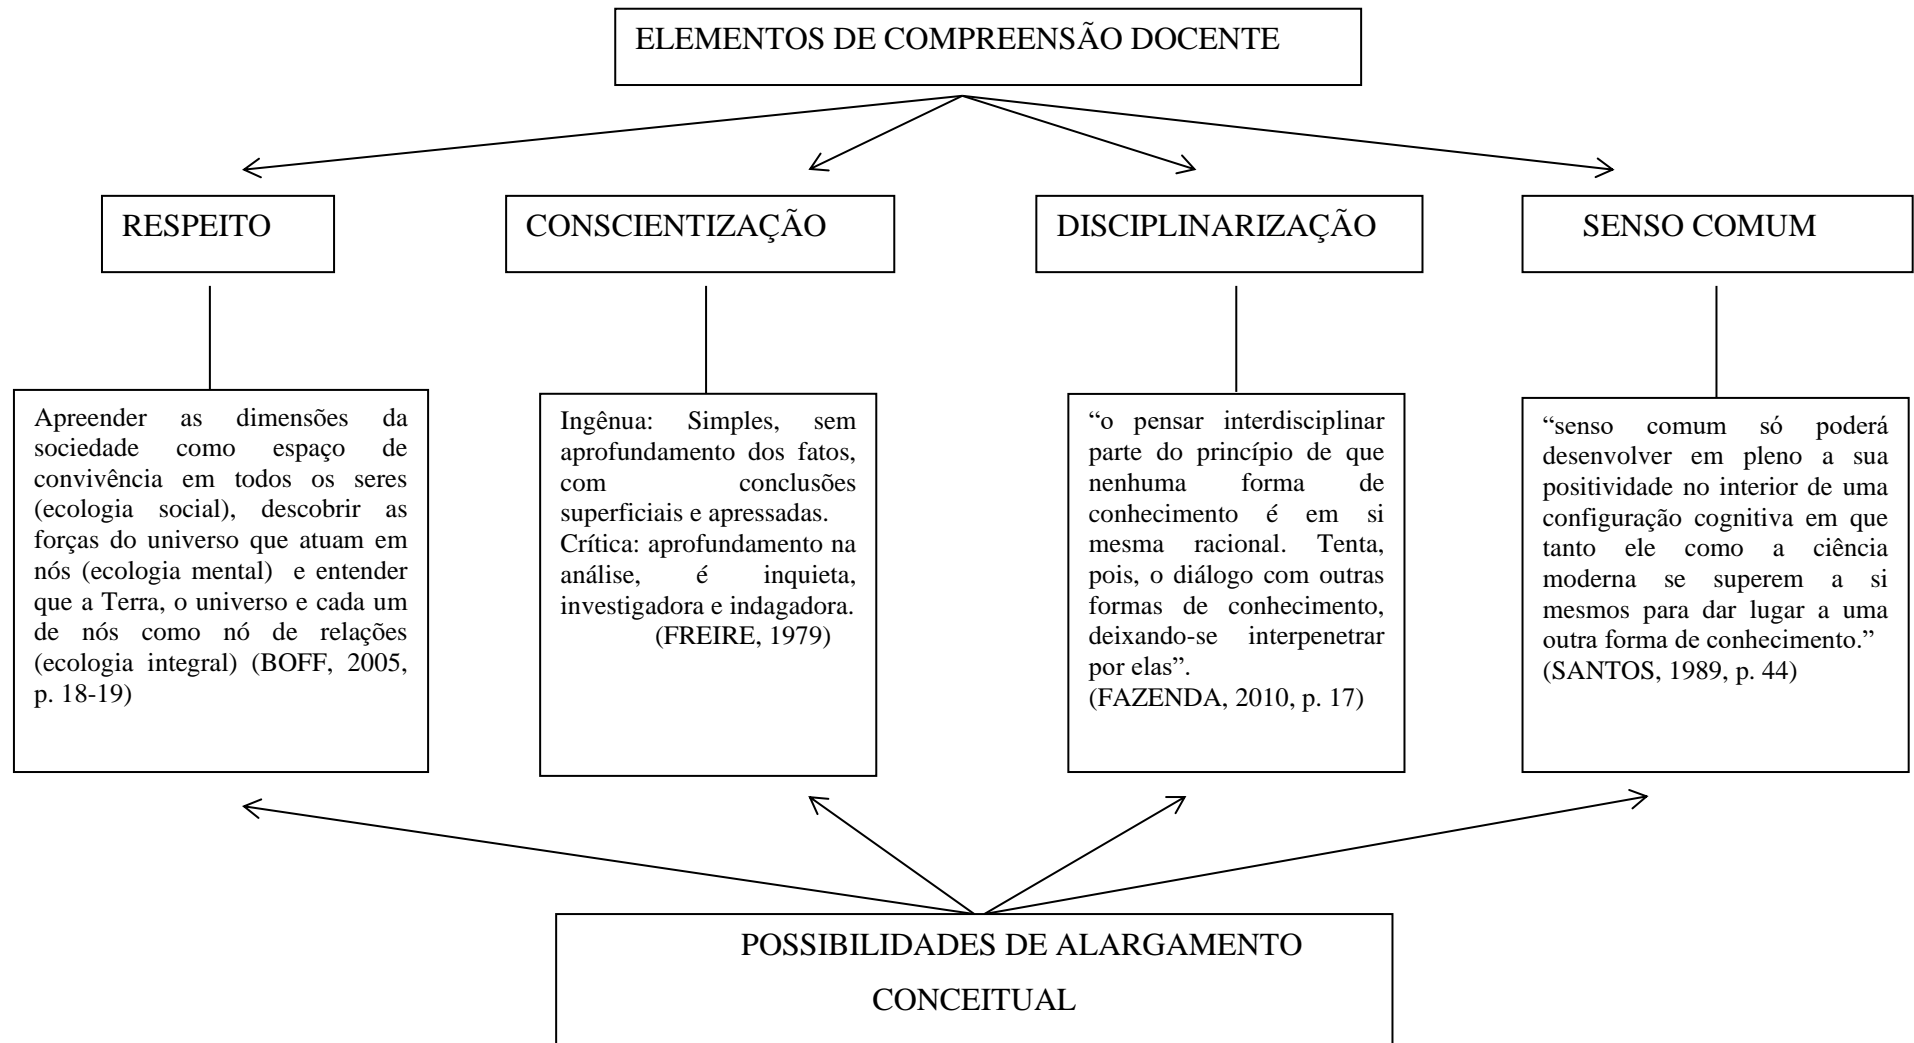 ELEMENTOS DE COMPREENSÃO DOCENTE
RESPEITO
CONSCIENTIZAÇÃO
DISCIPLINARIZAÇÃO
SENSO COMUM
Apreender as dimensões da
sociedade como espaço de
convivência em todos os seres
(ecologia social), descobrir as
forças do universo que atuam em
nós (ecologia mental) e entender
que a Terra, o universo e cada um
de nós como nó de relações
(ecologia integral) (BOFF, 2005,
p. 18-19)
Ingênua: Simples, sem
aprofundamento dos fatos,
com conclusões
superficiais e apressadas.
Crítica: aprofundamento na
análise, é inquieta,
investigadora e indagadora.
(FREIRE, 1979)
“o pensar interdisciplinar
parte do princípio de que
nenhuma forma de
conhecimento é em si
mesma racional. Tenta,
pois, o diálogo com outras
formas de conhecimento,
deixando-se interpenetrar
por elas”.
(FAZENDA, 2010, p. 17)
“senso comum só poderá
desenvolver em pleno a sua
positividade no interior de uma
configuração cognitiva em que
tanto ele como a ciência
moderna se superem a si
mesmos para dar lugar a uma
outra forma de conhecimento.”
(SANTOS, 1989, p. 44)
POSSIBILIDADES DE ALARGAMENTO
CONCEITUAL